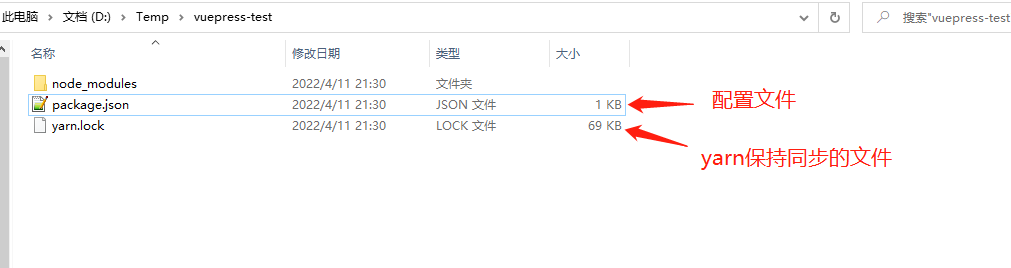 此电脑 > 文档 (D:) > Temp > vuepress-test
搜索"vuepress-test
名称 修改日期 类型 大小
node_modules 2022/4/11 21:30 文件夹
package.json 2022/4/11 21:30 JSON 文件 1 KB
配置文件
yarn.lock 2022/4/11 21:30 LOCK 文件 69 KB
yarn保持同步的文件